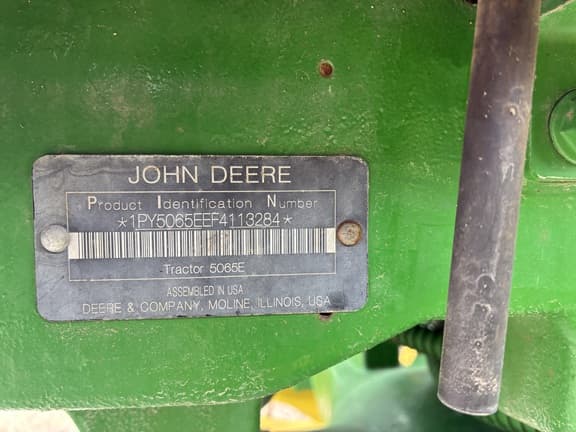 JOHN DEERE
Product Identification Number
*1PY5065EEF4113284*
Tractor 5065E
ASSEMBLED IN USA
DEERE & COMPANY, MOLINE, ILLINOIS, USA